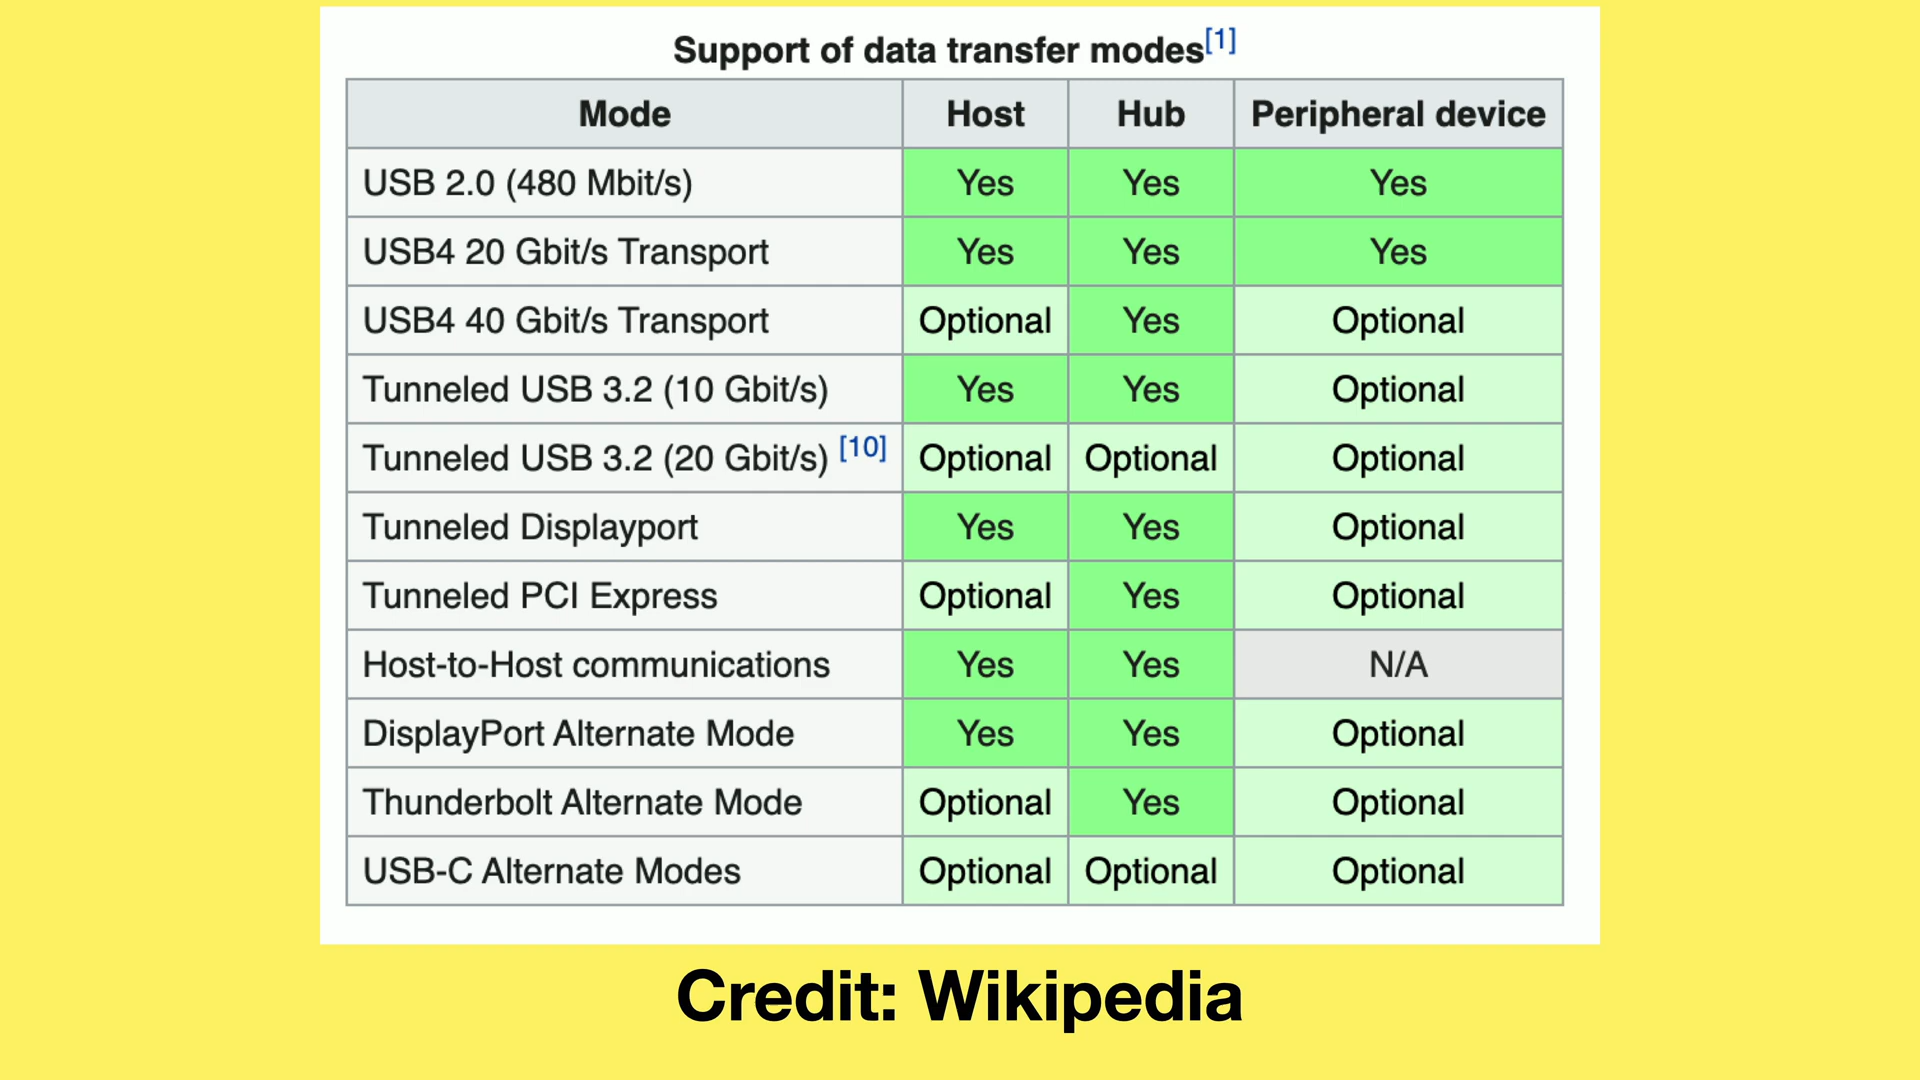 Support of data transfer modes[1]
Mode Host Hub Peripheral device
USB 2.0 (480 Mbit/s) Yes Yes Yes
USB4 20 Gbit/s Transport Yes Yes Yes
USB4 40 Gbit/s Transport Optional Yes Optional
Tunneled USB 3.2 (10 Gbit/s) Yes Yes Optional
Tunneled USB 3.2 (20 Gbit/s) [10] Optional Optional Optional
Tunneled Displayport Yes Yes Optional
Tunneled PCI Express Optional Yes Optional
Host-to-Host communications Yes Yes N/A
DisplayPort Alternate Mode Yes Yes Optional
Thunderbolt Alternate Mode Optional Yes Optional
USB-C Alternate Modes Optional Optional Optional
Credit: Wikipedia